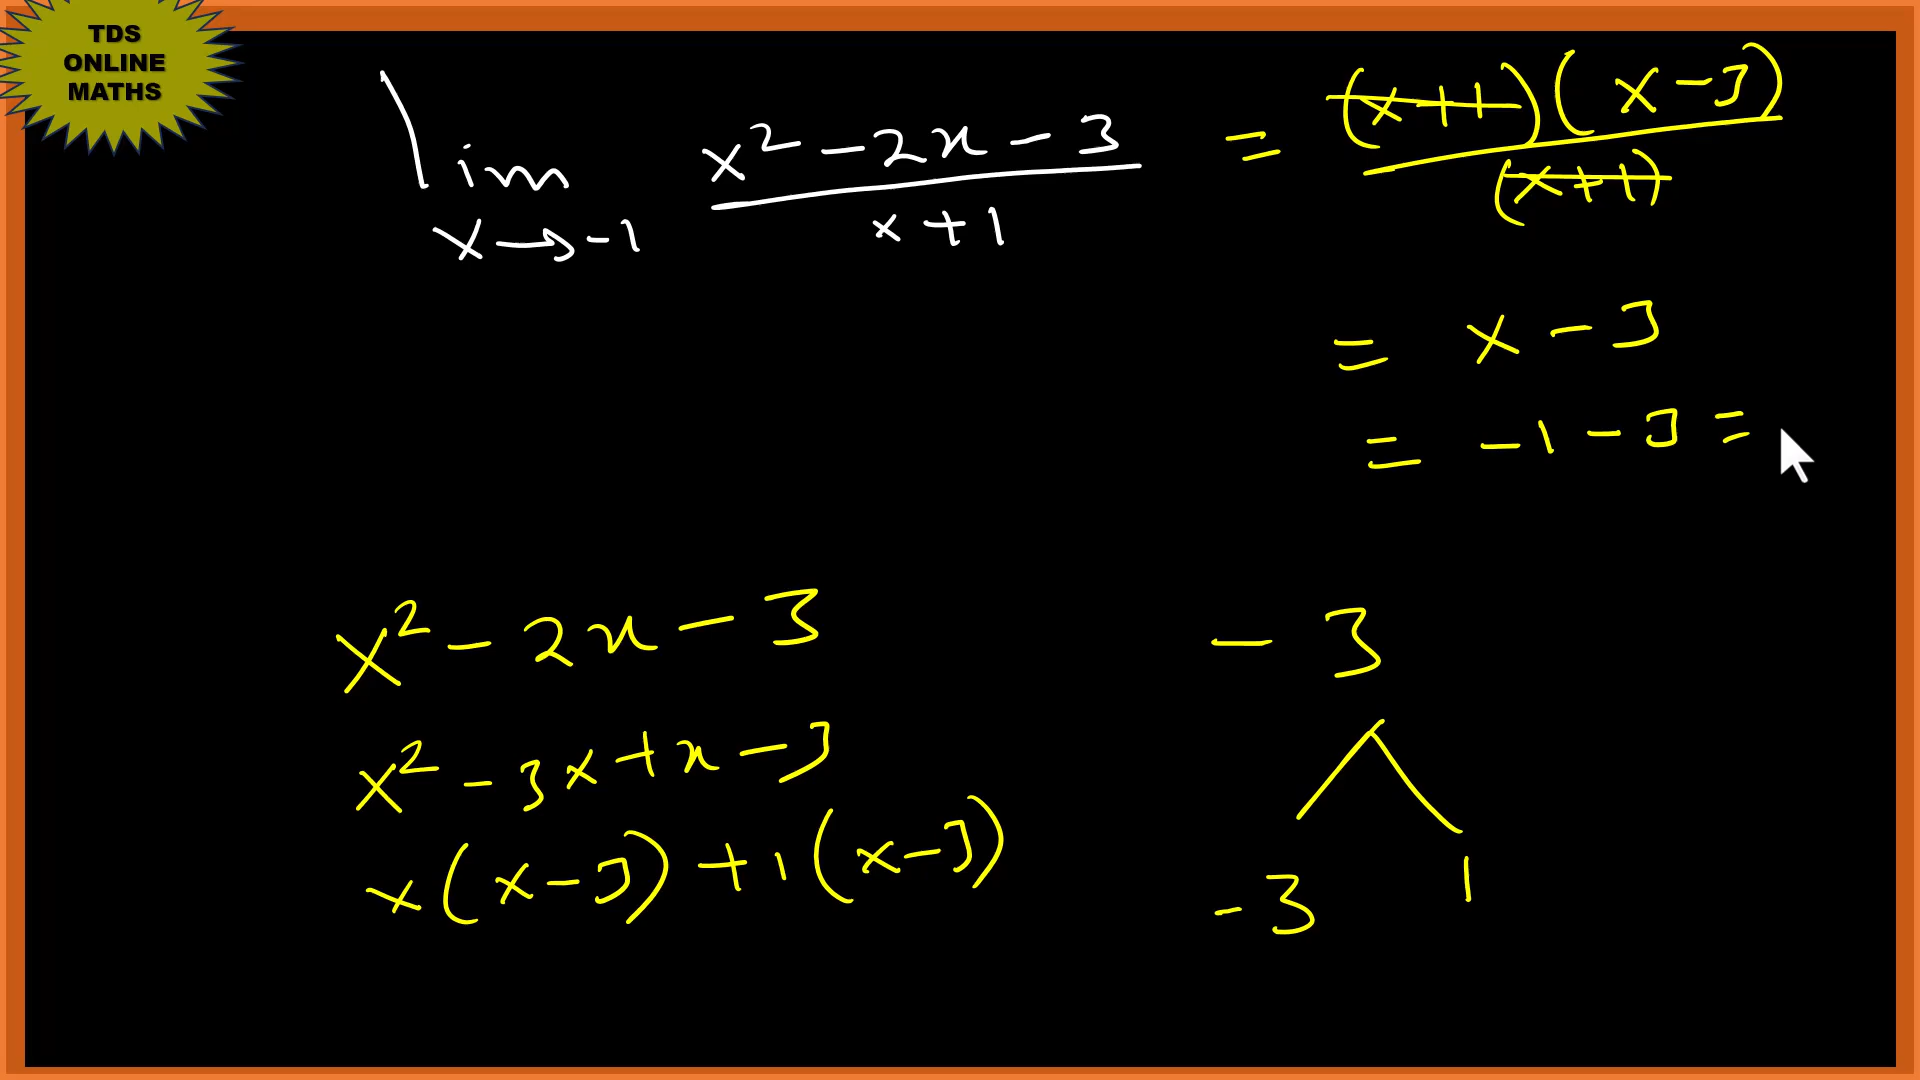 TDS
ONLINE
MATHS
lim x→-1 (x² - 2x - 3)/(x + 1) = (x+1)(x-3)/(x+1)
= x - 3
= -1 - 3 =
x² - 2x - 3
x² - 3x + x - 3
x(x-3) + 1(x-3)
- 3
-3 1